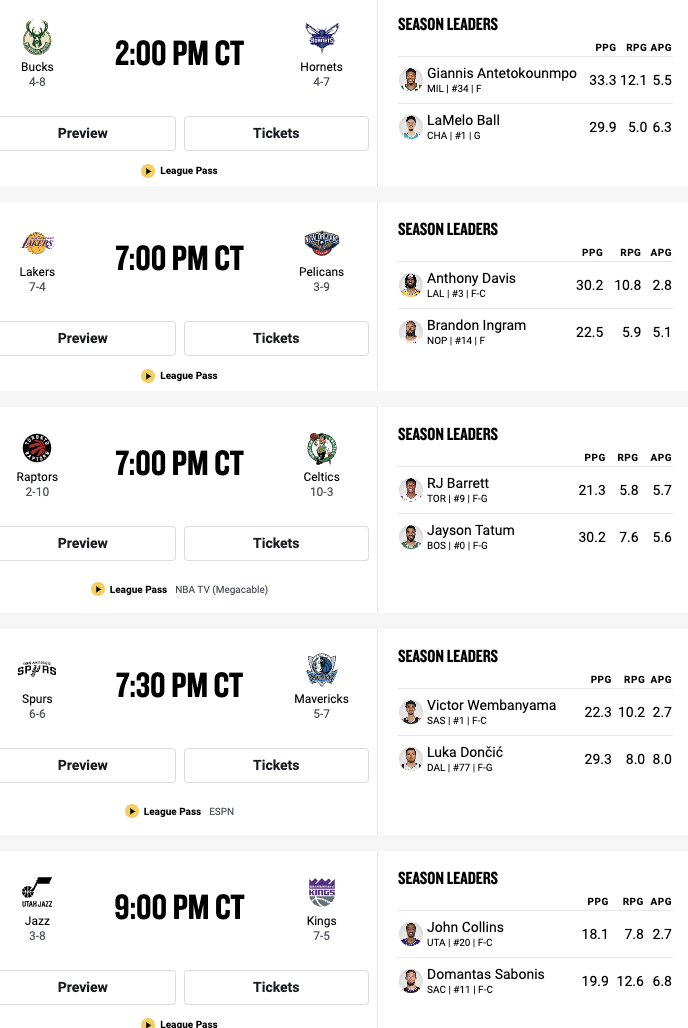 SEASON LEADERS
2:00 PM CT
Bucks
4-8
Hornets
4-7
PPG RPG APG
Giannis Antetokounmpo 33.3 12.1 5.5
MIL | #34 | F
LaMelo Ball 29.9 5.0 6.3
CHA | #1 | G
Preview
Tickets
League Pass
SEASON LEADERS
LAKERS
7:00 PM CT
Lakers
7-4
Pelicans
3-9
PPG RPG APG
Anthony Davis 30.2 10.8 2.8
LAL | #3 | F-C
Brandon Ingram 22.5 5.9 5.1
NOP | #14 | F
Preview
Tickets
League Pass
SEASON LEADERS
7:00 PM CT
Raptors
2-10
Celtics
10-3
PPG RPG APG
RJ Barrett 21.3 5.8 5.7
TOR | #9 | F-G
Jayson Tatum 30.2 7.6 5.6
BOS | #0 | F-G
Preview
Tickets
League Pass NBA TV (Megacable)
SEASON LEADERS
SPURS
7:30 PM CT
Spurs
6-6
Mavericks
5-7
PPG RPG APG
Victor Wembanyama 22.3 10.2 2.7
SAS | #1 | F-C
Luka Dončić 29.3 8.0 8.0
DAL | #77 | F-G
Preview
Tickets
League Pass ESPN
SEASON LEADERS
UTAH JAZZ
KINGS
9:00 PM CT
Jazz
3-8
Kings
7-5
PPG RPG APG
John Collins 18.1 7.8 2.7
UTA | #20 | F-C
Domantas Sabonis 19.9 12.6 6.8
SAC | #11 | F-C
Preview
Tickets
League Pass